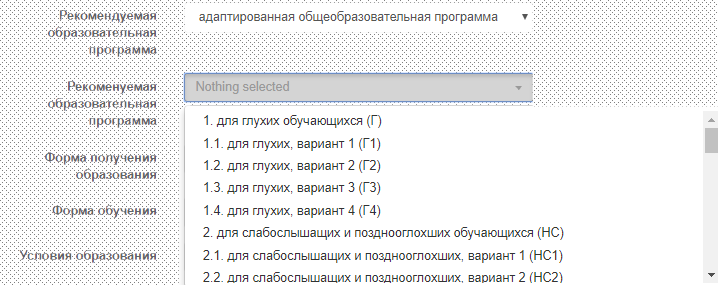 Рекомендуемая
образовательная
программа
адаптированная общеобразовательная программа
Рекоменуемая
образовательная
программа
Nothing selected
1. для глухих обучающихся (Г)
1.1. для глухих, вариант 1 (Г1)
1.2. для глухих, вариант 2 (Г2)
1.3. для глухих, вариант 3 (Г3)
1.4. для глухих, вариант 4 (Г4)
2. для слабослышащих и позднооглохших обучающихся (НС)
2.1. для слабослышащих и позднооглохших, вариант 1 (НС1)
2.2. для слабослышащих и позднооглохших, вариант 2 (НС2)
Форма получения
образования
Форма обучения
Условия образования